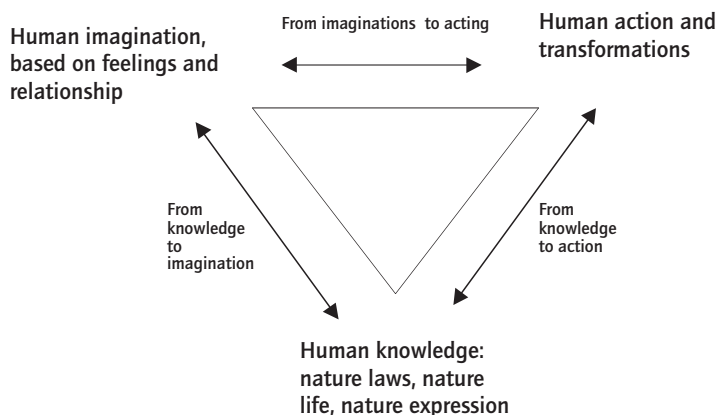 Human imagination,
based on feelings and
relationship
From imaginations to acting
Human action and
transformations
From
knowledge
to
imagination
From
knowledge
to action
Human knowledge:
nature laws, nature
life, nature expression